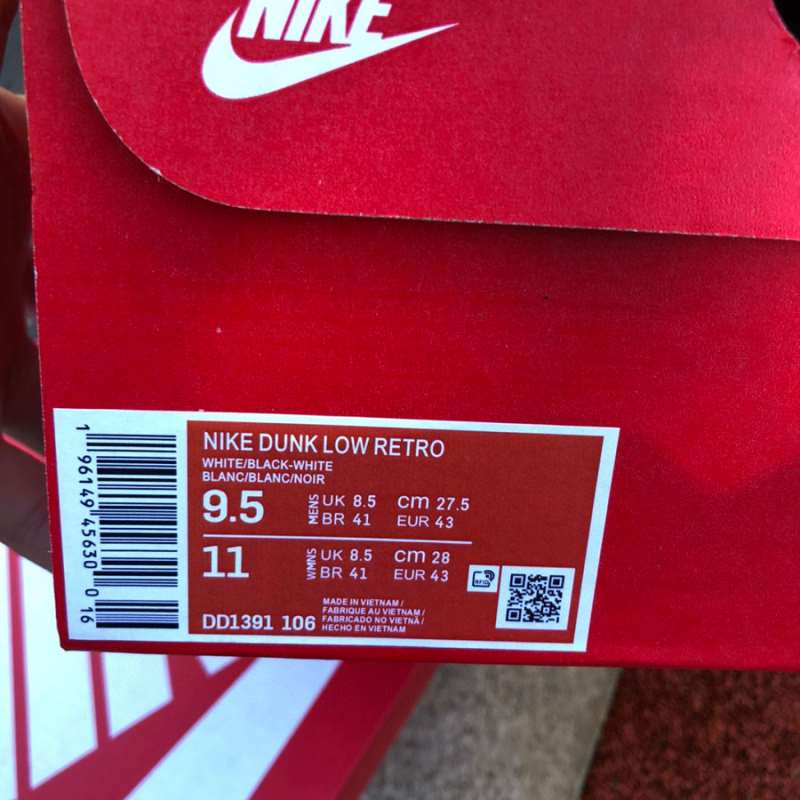 NIKE
NIKE DUNK LOW RETRO
WHITE/BLACK-WHITE
BLANC/BLANC/NOIR
9.5 MENS UK 8.5 cm 27.5
BR 41 EUR 43
11 WMNS UK 8.5 cm 28
BR 41 EUR 43
RFID
DD1391 106
MADE IN VIETNAM /
FABRIQUE AU VIETNAM /
FABRICADO NO VIETNÃ /
HECHO EN VIETNAM
1 96149 45630 0 16